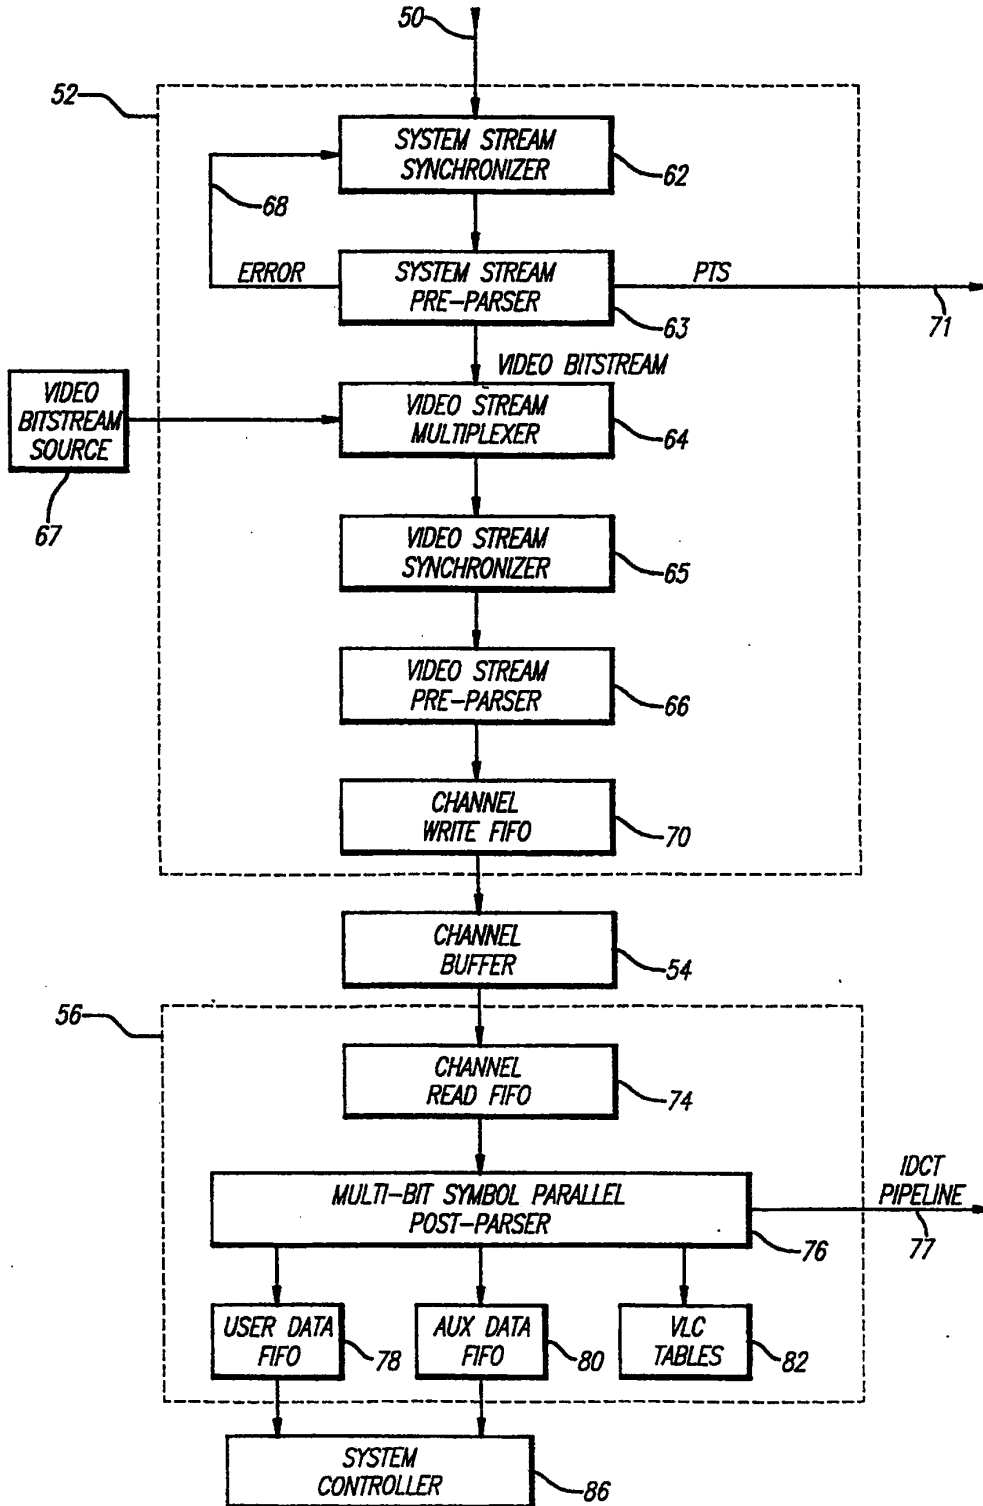 50
52
SYSTEM STREAM
SYNCHRONIZER
62
68
ERROR
SYSTEM STREAM
PRE-PARSER
63
PTS
71
VIDEO BITSTREAM
VIDEO
BITSTREAM
SOURCE
67
VIDEO STREAM
MULTIPLEXER
64
VIDEO STREAM
SYNCHRONIZER
65
VIDEO STREAM
PRE-PARSER
66
CHANNEL
WRITE FIFO
70
CHANNEL
BUFFER
54
56
CHANNEL
READ FIFO
74
MULTI-BIT SYMBOL PARALLEL
POST-PARSER
76
IDCT
PIPELINE
77
USER DATA
FIFO
78
AUX DATA
FIFO
80
VLC
TABLES
82
SYSTEM
CONTROLLER
86